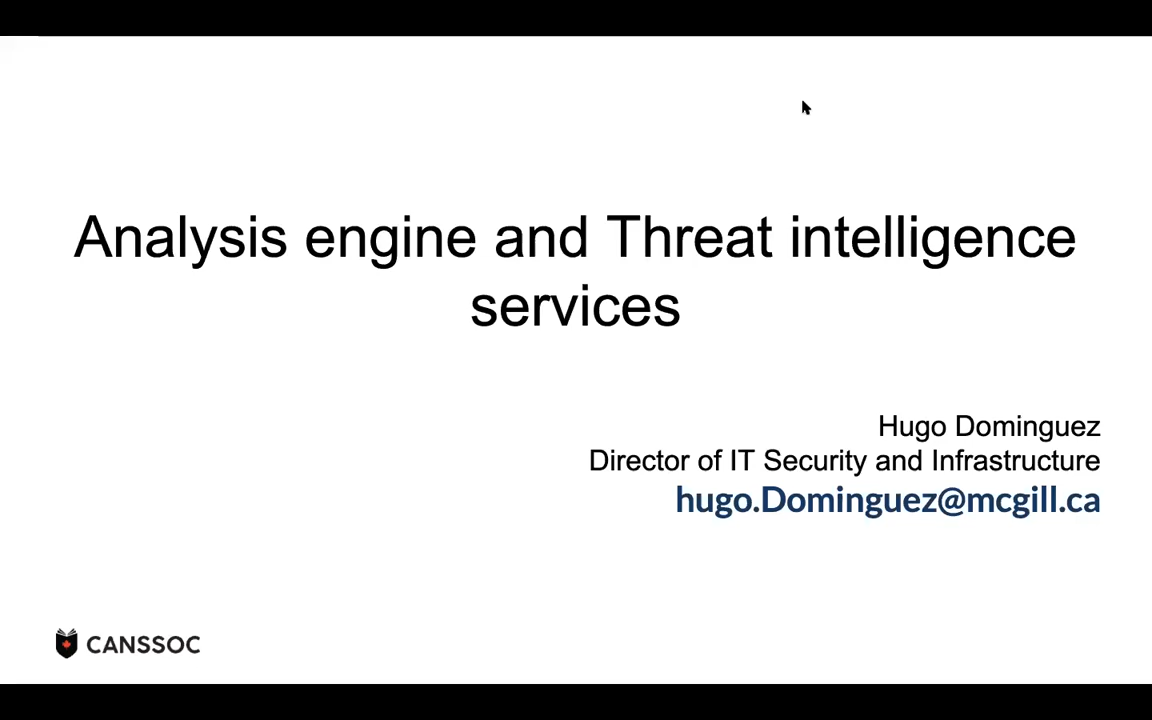 Analysis engine and Threat intelligence
services
Hugo Dominguez
Director of IT Security and Infrastructure
hugo.Dominguez@mcgill.ca
CANSSOC